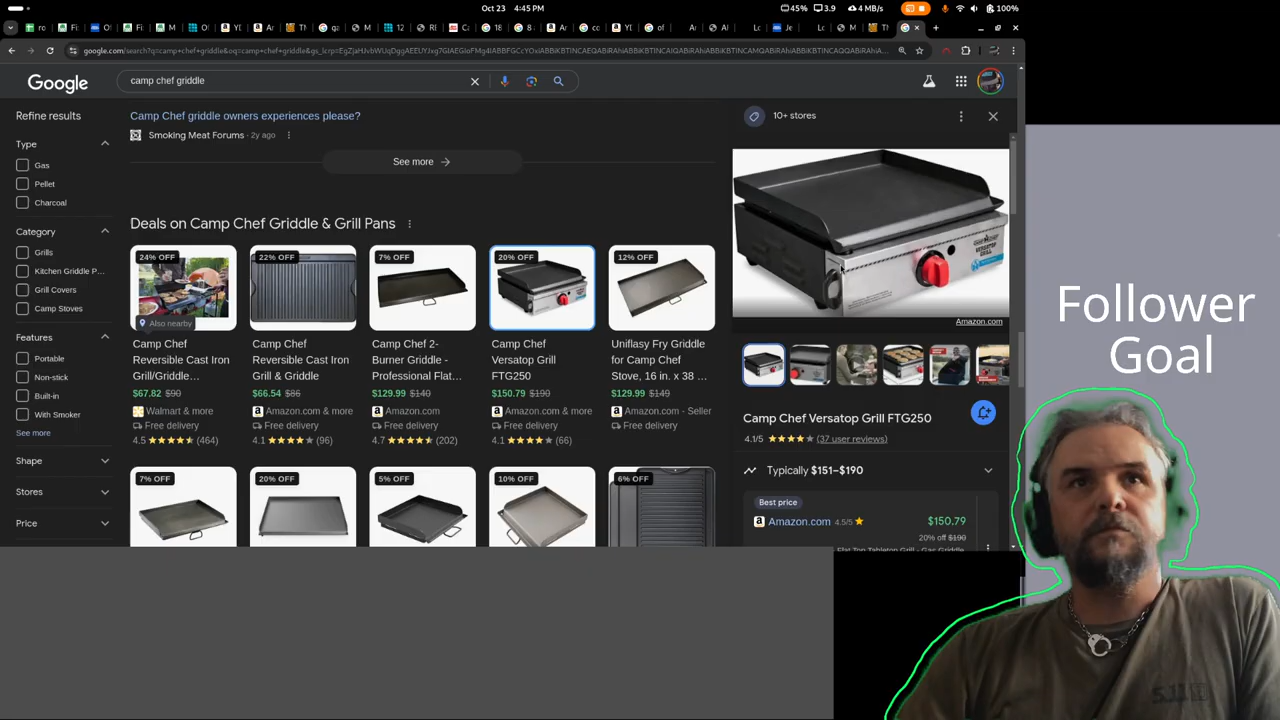 Oct 23 4:45 PM
45% 3.9 4 MB/s 100%
camp chef griddle
Google
Refine results
Type
Gas
Pellet
Charcoal
Category
Grills
Kitchen Griddle P...
Grill Covers
Camp Stoves
Features
Portable
Non-stick
Built-in
With Smoker
See more
Shape
Stores
Price
Camp Chef griddle owners experiences please?
Smoking Meat Forums · 2y ago
See more
Deals on Camp Chef Griddle & Grill Pans
24% OFF
Also nearby
Camp Chef
Reversible Cast Iron
Grill/Griddle...
$67.82 $90
Walmart & more
Free delivery
4.5 (464)
22% OFF
Camp Chef
Reversible Cast Iron
Grill & Griddle
$66.54 $86
Amazon.com & more
Free delivery
4.1 (96)
7% OFF
Camp Chef 2-
Burner Griddle -
Professional Flat...
$129.99 $140
Amazon.com
Free delivery
4.7 (202)
20% OFF
Camp Chef
Versatop Grill
FTG250
$150.79 $190
Amazon.com & more
Free delivery
4.1 (66)
12% OFF
Uniflasy Fry Griddle
for Camp Chef
Stove, 16 in. x 38 ...
$129.99 $149
Amazon.com - Seller
Free delivery
7% OFF
20% OFF
5% OFF
10% OFF
6% OFF
10+ stores
Amazon.com
Camp Chef Versatop Grill FTG250
4.1/5 (37 user reviews)
Typically $151–$190
Best price
Amazon.com 4.5/5 $150.79
20% off $190
Flat Top Tabletop Grill - Gas Griddle
Follower
Goal
5.11